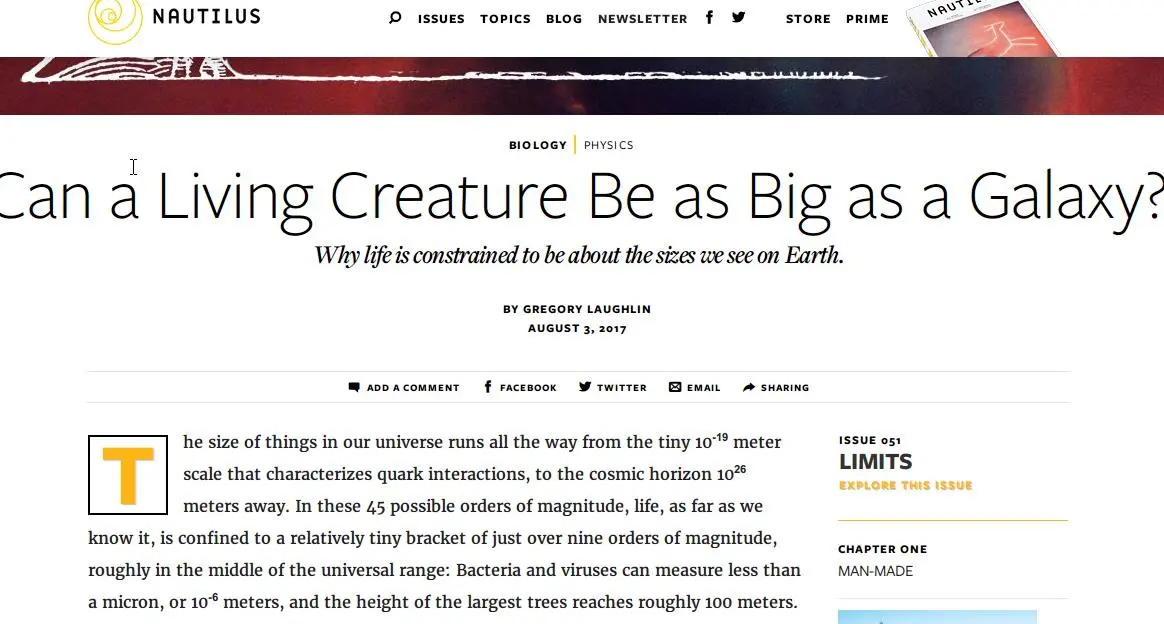 NAUTILUS
ISSUES TOPICS BLOG NEWSLETTER STORE PRIME
BIOLOGY PHYSICS
Can a Living Creature Be as Big as a Galaxy?
Why life is constrained to be about the sizes we see on Earth.
BY GREGORY LAUGHLIN
AUGUST 3, 2017
ADD A COMMENT FACEBOOK TWITTER EMAIL SHARING
The size of things in our universe runs all the way from the tiny 10⁻¹⁹ meter
scale that characterizes quark interactions, to the cosmic horizon 10²⁶
meters away. In these 45 possible orders of magnitude, life, as far as we
know it, is confined to a relatively tiny bracket of just over nine orders of magnitude,
roughly in the middle of the universal range: Bacteria and viruses can measure less than
a micron, or 10⁻⁶ meters, and the height of the largest trees reaches roughly 100 meters.
ISSUE 051
LIMITS
EXPLORE THIS ISSUE
CHAPTER ONE
MAN-MADE